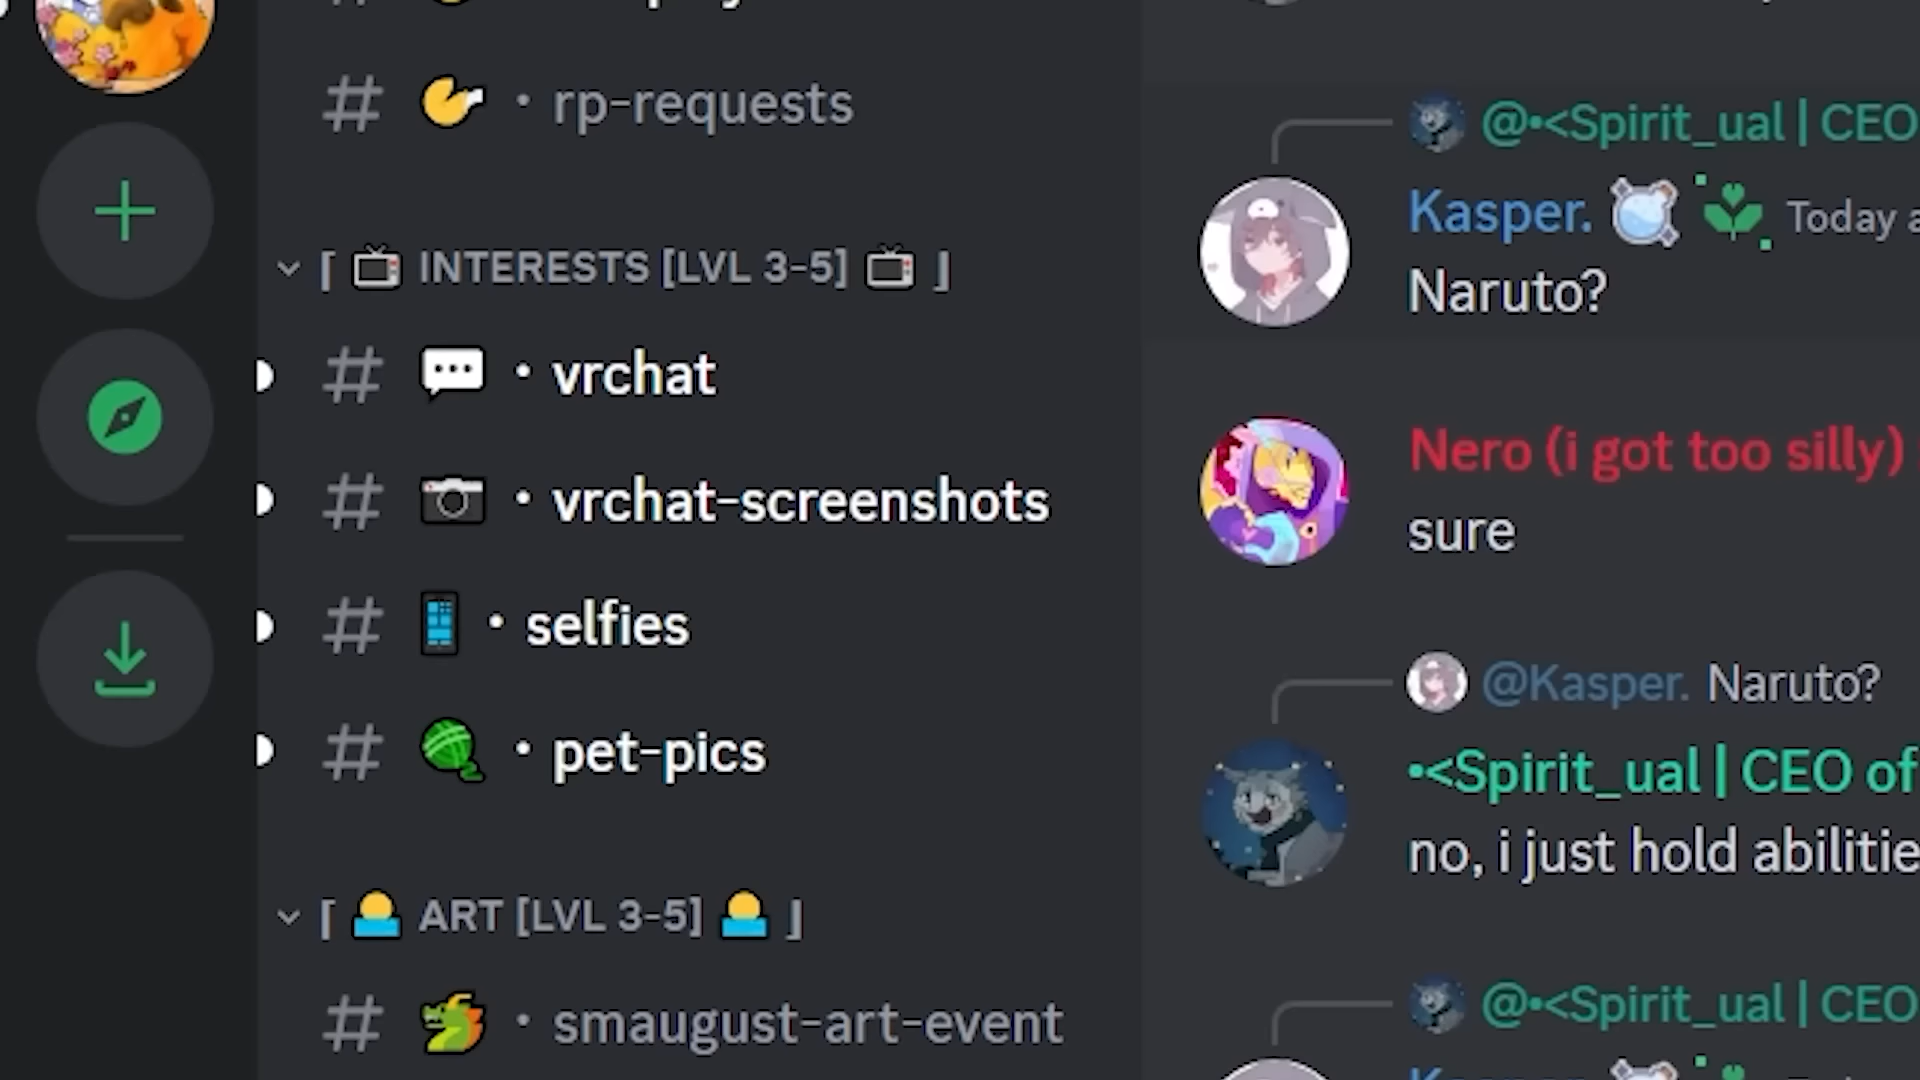 # • rp-requests
⌈ INTERESTS [LVL 3-5] ⌋
# • vrchat
# • vrchat-screenshots
# • selfies
# • pet-pics
⌈ ART [LVL 3-5] ⌋
# • smaugust-art-event
@•<Spirit_ual | CEO
Kasper. Today a
Naruto?
Nero (i got too silly)
sure
@Kasper. Naruto?
•<Spirit_ual | CEO of
no, i just hold abilitie
@•<Spirit_ual | CEO